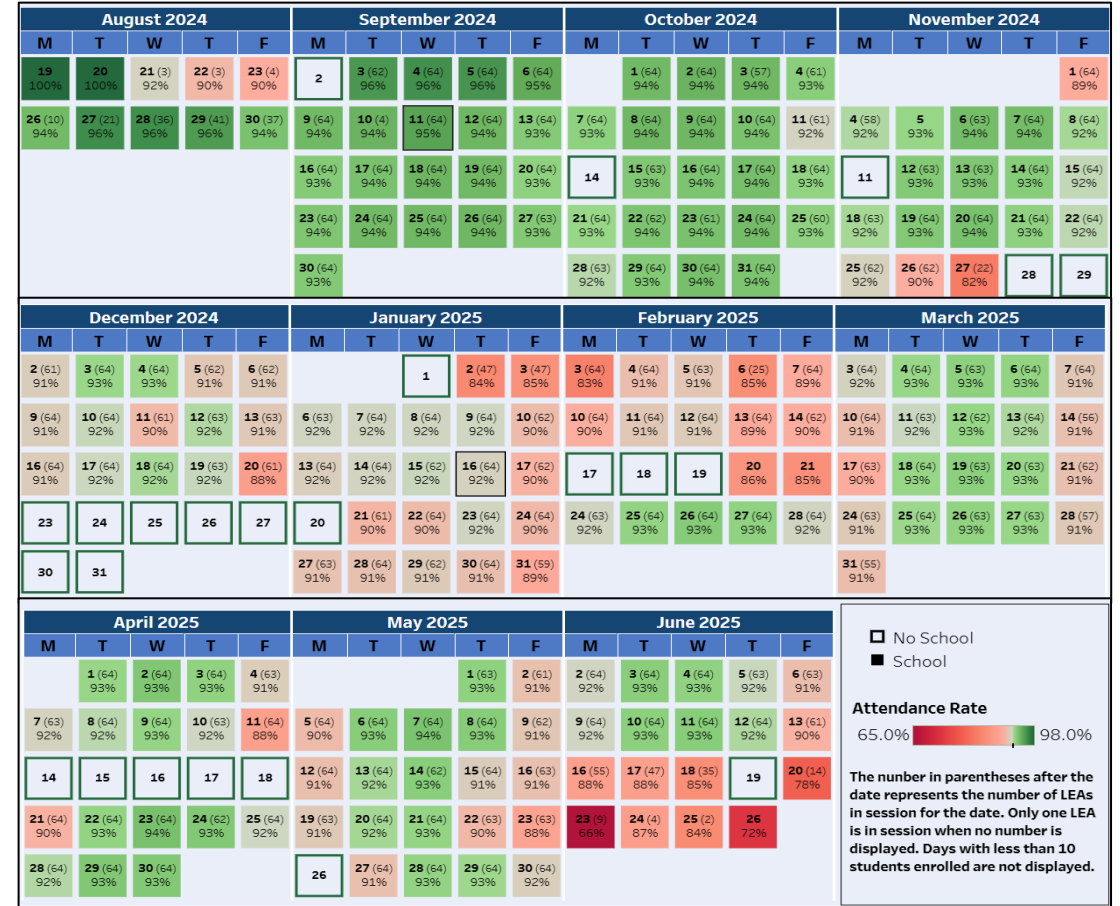 August 2024 September 2024 October 2024 November 2024
M T W T F M T W T F M T W T F M T W T F
19 20 21 (3) 22 (3) 23 (4) 2 3 (62) 4 (64) 5 (64) 6 (64) 1 (64) 2 (64) 3 (57) 4 (61) 1 (64)
100% 100% 92% 90% 90% 96% 96% 96% 95% 94% 94% 94% 93% 89%
26 (10) 27 (21) 28 (36) 29 (41) 30 (37) 9 (64) 10 (4) 11 (64) 12 (64) 13 (64) 7 (64) 8 (64) 9 (64) 10 (64) 11 (61) 4 (58) 5 6 (63) 7 (64) 8 (64)
94% 96% 96% 96% 94% 94% 94% 95% 94% 93% 93% 94% 94% 94% 92% 92% 93% 94% 94% 92%
16 (64) 17 (64) 18 (64) 19 (64) 20 (64) 14 15 (63) 16 (64) 17 (64) 18 (64) 11 12 (63) 13 (63) 14 (64) 15 (64)
93% 94% 94% 94% 93% 93% 94% 94% 93% 93% 93% 93% 92%
23 (64) 24 (64) 25 (64) 26 (64) 27 (63) 21 (64) 22 (62) 23 (61) 24 (64) 25 (60) 18 (63) 19 (64) 20 (64) 21 (64) 22 (64)
94% 94% 94% 94% 93% 93% 94% 94% 94% 93% 92% 94% 94% 93% 92%
30 (64) 28 (63) 29 (64) 30 (64) 31 (64) 25 (62) 26 (62) 27 (22) 28 29
93% 92% 93% 94% 94% 92% 90% 82%
December 2024 January 2025 February 2025 March 2025
M T W T F M T W T F M T W T F M T W T F
2 (61) 3 (64) 4 (64) 5 (62) 6 (62) 1 2 (47) 3 (47) 3 (64) 4 (64) 5 (63) 6 (25) 7 (64) 3 (64) 4 (64) 5 (63) 6 (64) 7 (64)
91% 93% 93% 91% 91% 84% 85% 83% 91% 91% 85% 89% 92% 93% 93% 93% 91%
9 (64) 10 (64) 11 (61) 12 (63) 13 (63) 6 (63) 7 (64) 8 (64) 9 (64) 10 (62) 10 (64) 11 (64) 12 (64) 13 (64) 14 (62) 10 (64) 11 (63) 12 (62) 13 (64) 14 (56)
91% 92% 90% 92% 91% 92% 92% 92% 92% 90% 90% 91% 91% 89% 90% 91% 92% 93% 92% 91%
16 (64) 17 (64) 18 (64) 19 (63) 20 (61) 13 (64) 14 (64) 15 (62) 16 (64) 17 (62) 17 18 19 20 21 17 (63) 18 (64) 19 (63) 20 (63) 21 (62)
91% 92% 92% 92% 88% 92% 92% 92% 92% 90% 86% 85% 90% 93% 93% 93% 91%
23 24 25 26 27 20 21 (61) 22 (64) 23 (64) 24 (64) 24 (63) 25 (64) 26 (64) 27 (64) 28 (64) 24 (63) 25 (64) 26 (63) 27 (63) 28 (57)
90% 90% 92% 90% 92% 93% 93% 93% 92% 91% 93% 93% 93% 91%
30 31 27 (63) 28 (64) 29 (62) 30 (64) 31 (59) 31 (55)
91% 91% 91% 91% 89% 91%
April 2025 May 2025 June 2025
M T W T F M T W T F M T W T F
1 (64) 2 (64) 3 (64) 4 (63) 1 (63) 2 (61) 2 (64) 3 (64) 4 (64) 5 (63) 6 (63)
93% 93% 93% 91% 93% 91% 92% 93% 93% 92% 91%
7 (63) 8 (64) 9 (64) 10 (63) 11 (64) 5 (64) 6 (64) 7 (64) 8 (64) 9 (62) 9 (64) 10 (64) 11 (64) 12 (64) 13 (61)
92% 92% 93% 92% 88% 90% 93% 94% 93% 91% 92% 93% 93% 92% 90%
14 15 16 17 18 12 (64) 13 (64) 14 (63) 15 (64) 16 (63) 16 (55) 17 (47) 18 (35) 19 20 (14)
91% 92% 93% 91% 91% 88% 88% 85% 78%
21 (64) 22 (64) 23 (64) 24 (62) 25 (64) 19 (63) 20 (64) 21 (64) 22 (63) 23 (63) 23 (9) 24 (4) 25 (2) 26
90% 93% 94% 93% 92% 91% 92% 93% 90% 88% 66% 87% 84% 72%
28 (64) 29 (64) 30 (64) 26 27 (64) 28 (64) 29 (64) 30 (64)
92% 93% 93% 91% 93% 93% 92%
No School
School
Attendance Rate
65.0% 98.0%
The nunber in parentheses after the
date represents the number of LEAs
in session for the date. Only one LEA
is in session when no number is
displayed. Days with less than 10
students enrolled are not displayed.